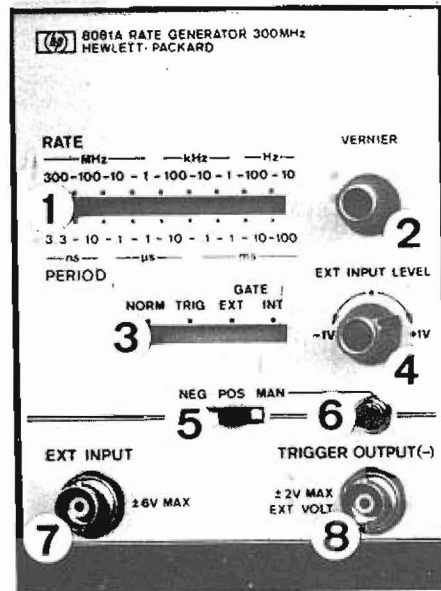 hp 8081A RATE GENERATOR 300MHz
HEWLETT-PACKARD
RATE VERNIER
MHz kHz Hz
300-100-10 - 1 -100-10 - 1 -100 - 10
1 2
3.3 - 10 - 1 - 10 -100- 1 - 1 - 10-100
ns µs ms
PERIOD EXT INPUT LEVEL
GATE
NORM TRIG EXT INT
3 -1V +1V
4
NEG POS MAN
5 6
EXT INPUT TRIGGER OUTPUT(-)
±6V MAX ±2V MAX
EXT VOLT
7 8